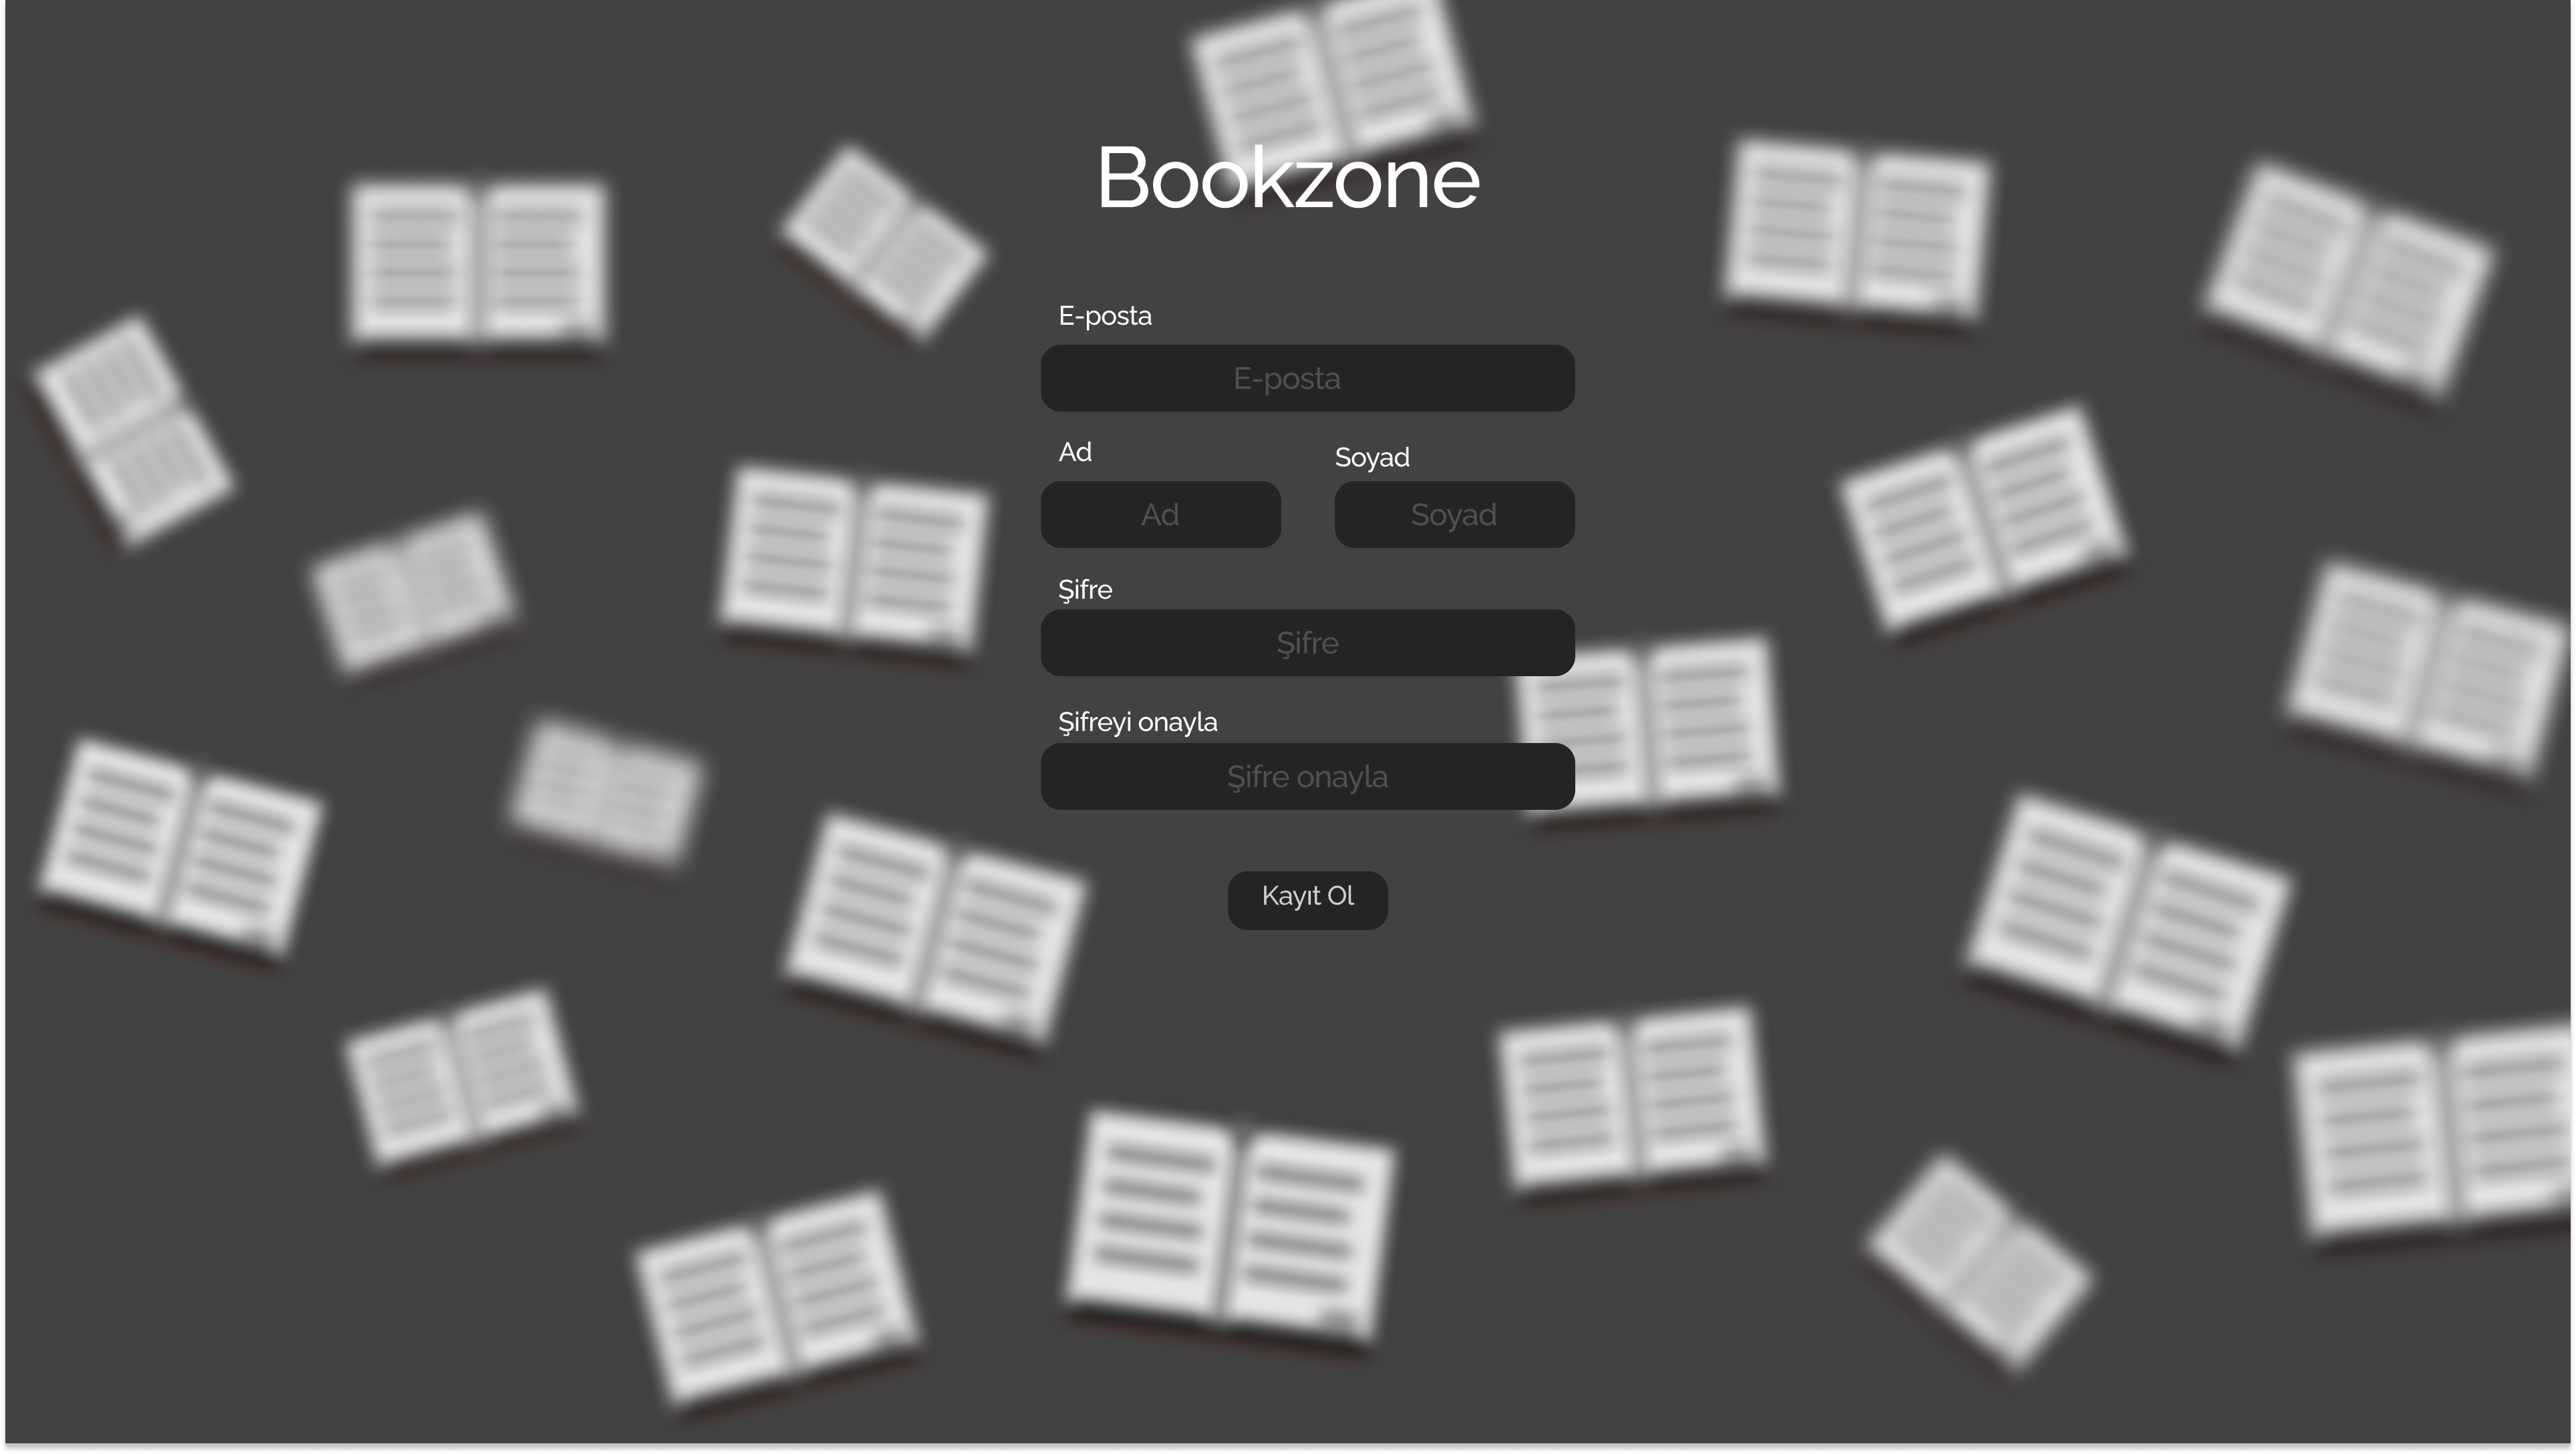 Bookzone
E-posta
E-posta
Ad
Soyad
Ad
Soyad
Şifre
Şifre
Şifreyi onayla
Şifre onayla
Kayıt Ol